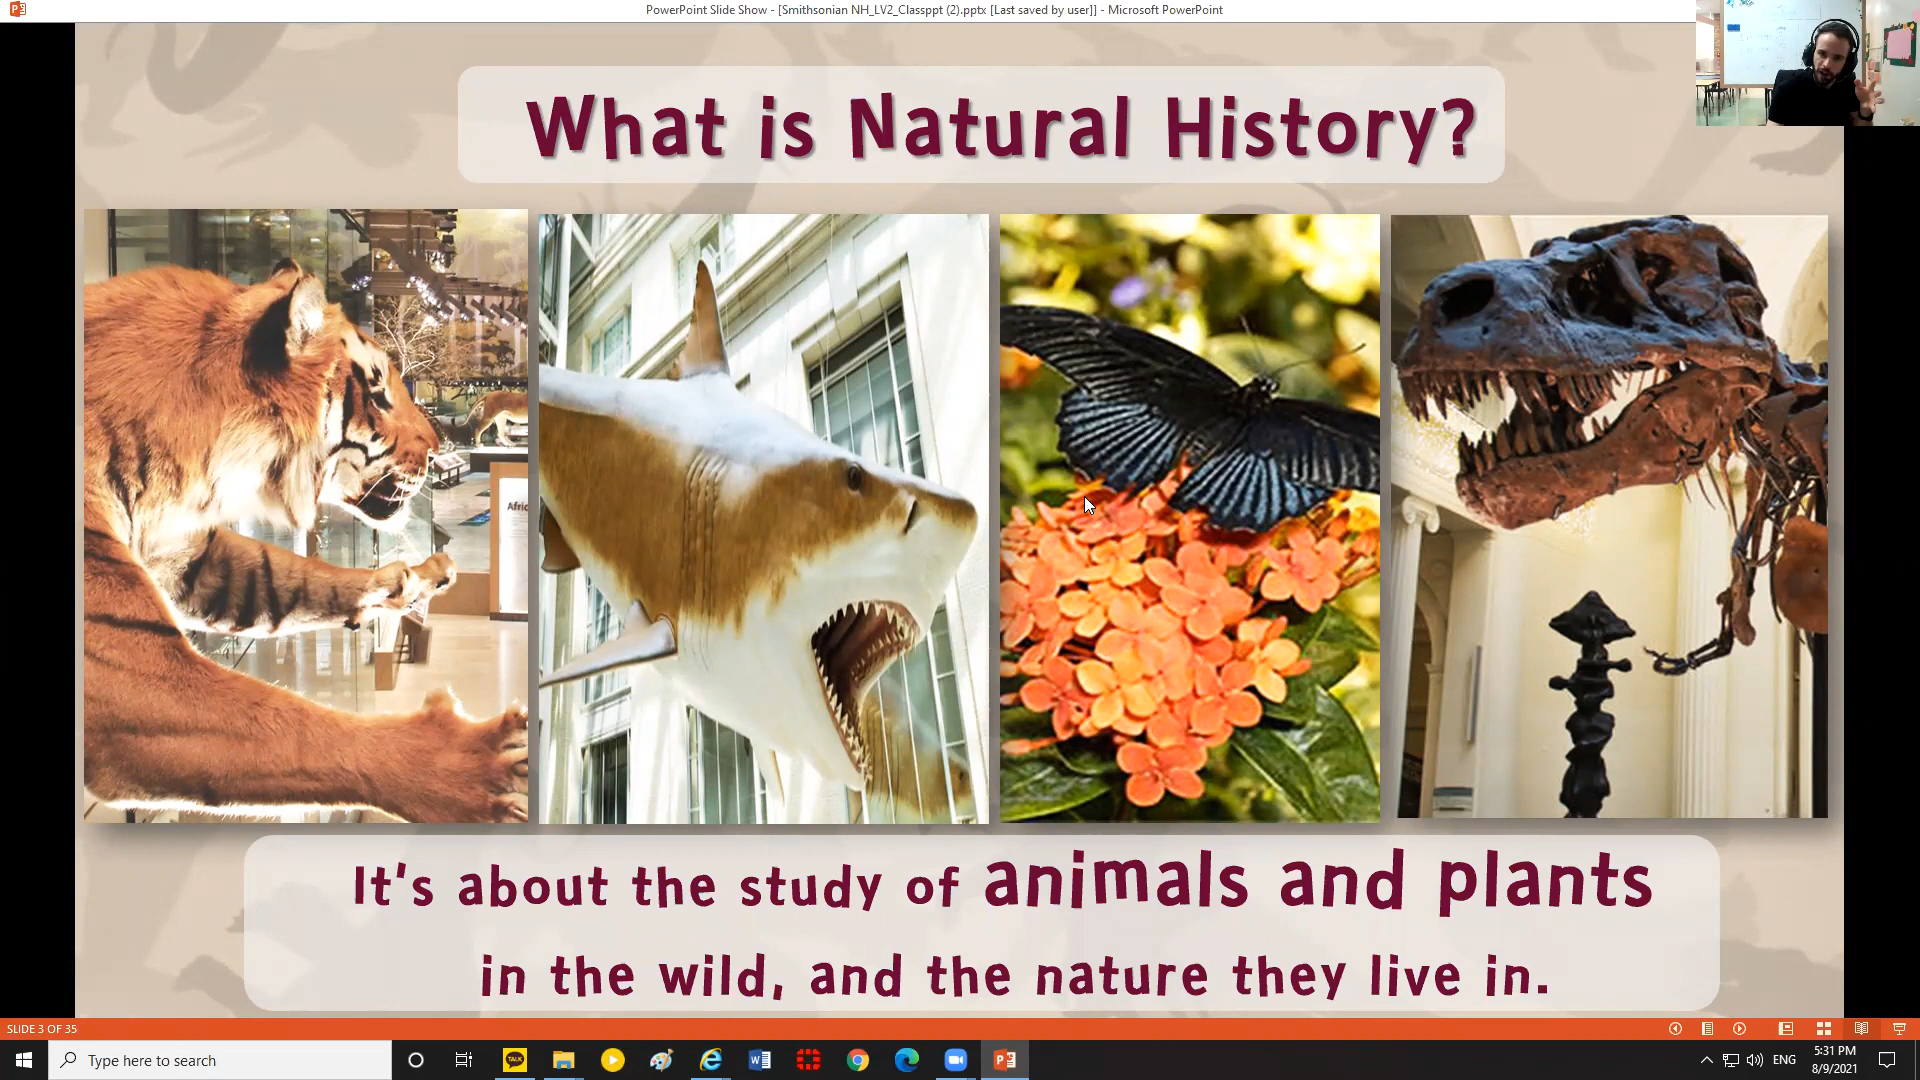 PowerPoint Slide Show - [Smithsonian NH_LV2_Classppt (2).pptx [Last saved by user]] - Microsoft PowerPoint
What is Natural History?
It's about the study of animals and plants
in the wild, and the nature they live in.
SLIDE 3 OF 35
Type here to search
TALK
ENG
5:31 PM
8/9/2021